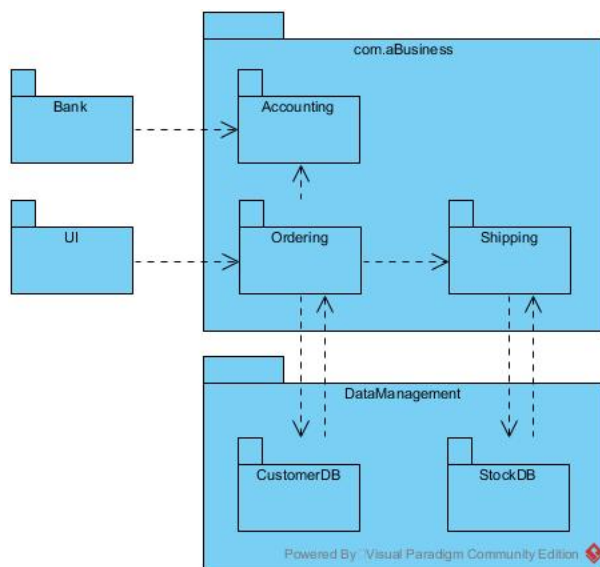 com.aBusiness
Bank
Accounting
UI
Ordering
Shipping
DataManagement
CustomerDB
StockDB
Powered By Visual Paradigm Community Edition